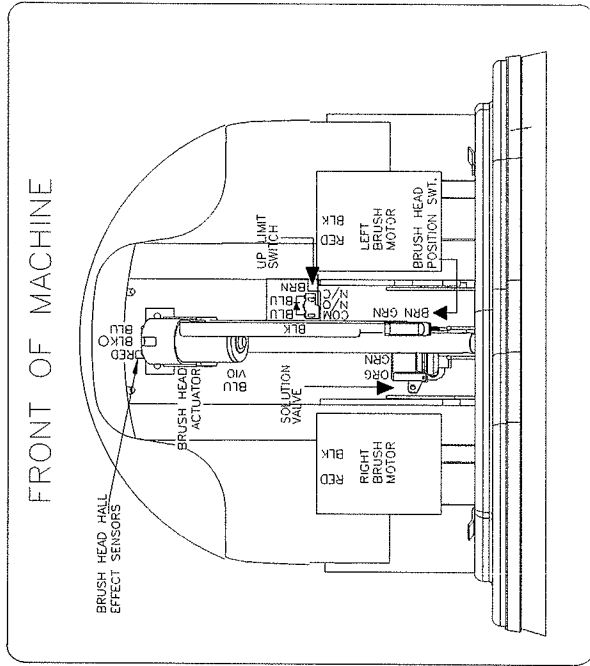 FRONT OF MACHINE
BRUSH HEAD HALL
EFFECT SENSORS
RED
BLK
BLU
BRUSH HEAD
ACTUATOR
BLU
VIO
BLK
UP LIMIT
SWITCH
BLU
BLU
BRN
COM
N/O
N/C
SOLUTION
VALVE
ORG
GRN
BRN
GRN
RED
BLK
RIGHT
BRUSH
MOTOR
RED
BLK
LEFT
BRUSH
MOTOR
BRUSH HEAD
POSITION SWT.